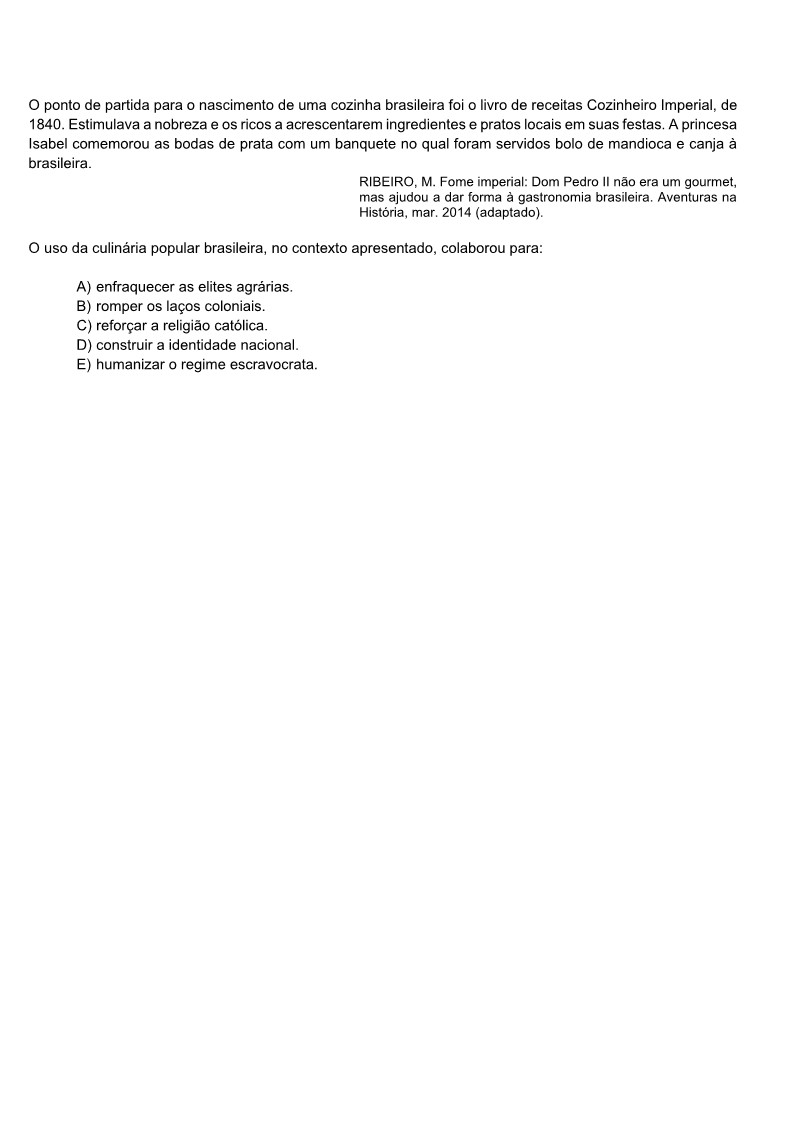 O ponto de partida para o nascimento de uma cozinha brasileira foi o livro de receitas Cozinheiro Imperial, de
1840. Estimulava a nobreza e os ricos a acrescentarem ingredientes e pratos locais em suas festas. A princesa
Isabel comemorou as bodas de prata com um banquete no qual foram servidos bolo de mandioca e canja à
brasileira.
RIBEIRO, M. Fome imperial: Dom Pedro II não era um gourmet,
mas ajudou a dar forma à gastronomia brasileira. Aventuras na
História, mar. 2014 (adaptado).
O uso da culinária popular brasileira, no contexto apresentado, colaborou para:
A) enfraquecer as elites agrárias.
B) romper os laços coloniais.
C) reforçar a religião católica.
D) construir a identidade nacional.
E) humanizar o regime escravocrata.